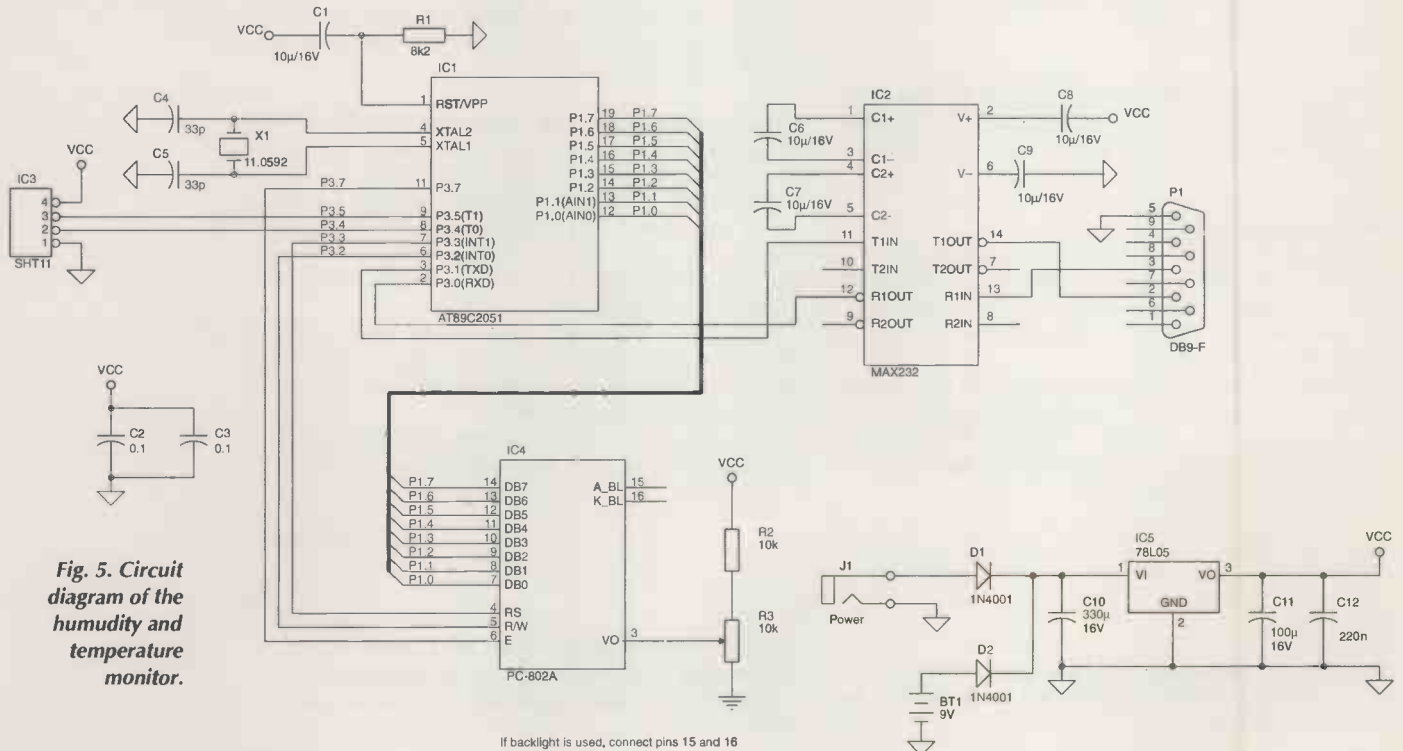 C1
VCC
10µ/16V
R1
8k2
IC1
1 RST/VPP
4 XTAL2
5 XTAL1
P3.7 11 P3.7
P3.5 9 P3.5(T1)
P3.4 8 P3.4(T0)
P3.3 7 P3.3(INT1)
P3.2 6 P3.2(INT0)
3 P3.1(TXD)
2 P3.0(RXD)
P1.7 19 P1.7
P1.6 18 P1.6
P1.5 17 P1.5
P1.4 16 P1.4
P1.3 15 P1.3
P1.2 14 P1.2
P1.1(AIN1) 13 P1.1
P1.0(AIN0) 12 P1.0
AT89C2051
C4
33p
X1
11.0592
C5
33p
VCC
IC3
4
3
2
1
SHT11
IC2
1 C1+
3 C1-
4 C2+
5 C2-
11 T1IN
10 T2IN
12 R1OUT
9 R2OUT
V+ 2
V- 6
T1OUT 14
T2OUT 7
R1IN 13
R2IN 8
MAX232
C6
10µ/16V
C7
10µ/16V
C8
10µ/16V
VCC
C9
10µ/16V
P1
5
9
4
8
3
7
2
6
1
DB9-F
VCC
C2
0.1
C3
0.1
IC4
P1.7 14 DB7
P1.6 13 DB6
P1.5 12 DB5
P1.4 11 DB4
P1.3 10 DB3
P1.2 9 DB2
P1.1 8 DB1
P1.0 7 DB0
4 RS
5 R/W
6 E
A_BL 15
K_BL 16
VO 3
PC-802A
VCC
R2
10k
R3
10k
If backlight is used, connect pins 15 and 16
J1
Power
D1
1N4001
D2
1N4001
BT1
9V
C10
330µ
16V
IC5
78L05
1 VI
VO 3
GND
2
C11
100µ
16V
C12
220n
VCC
Fig. 5. Circuit
diagram of the
humudity and
temperature
monitor.